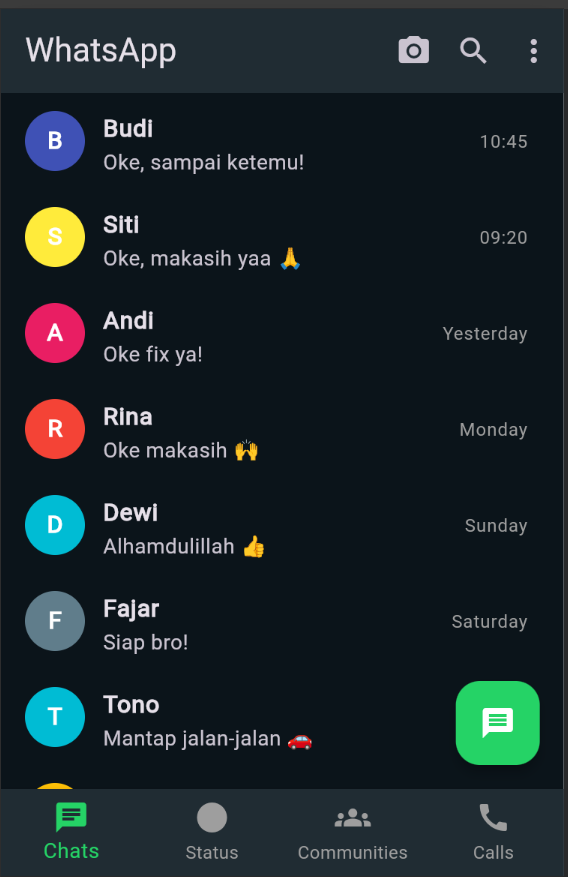 WhatsApp
B
Budi
Oke, sampai ketemu!
10:45
S
Siti
Oke, makasih yaa 🙏
09:20
A
Andi
Oke fix ya!
Yesterday
R
Rina
Oke makasih 🙌
Monday
D
Dewi
Alhamdulillah 👍
Sunday
F
Fajar
Siap bro!
Saturday
T
Tono
Mantap jalan-jalan 🚗
Chats
Status
Communities
Calls